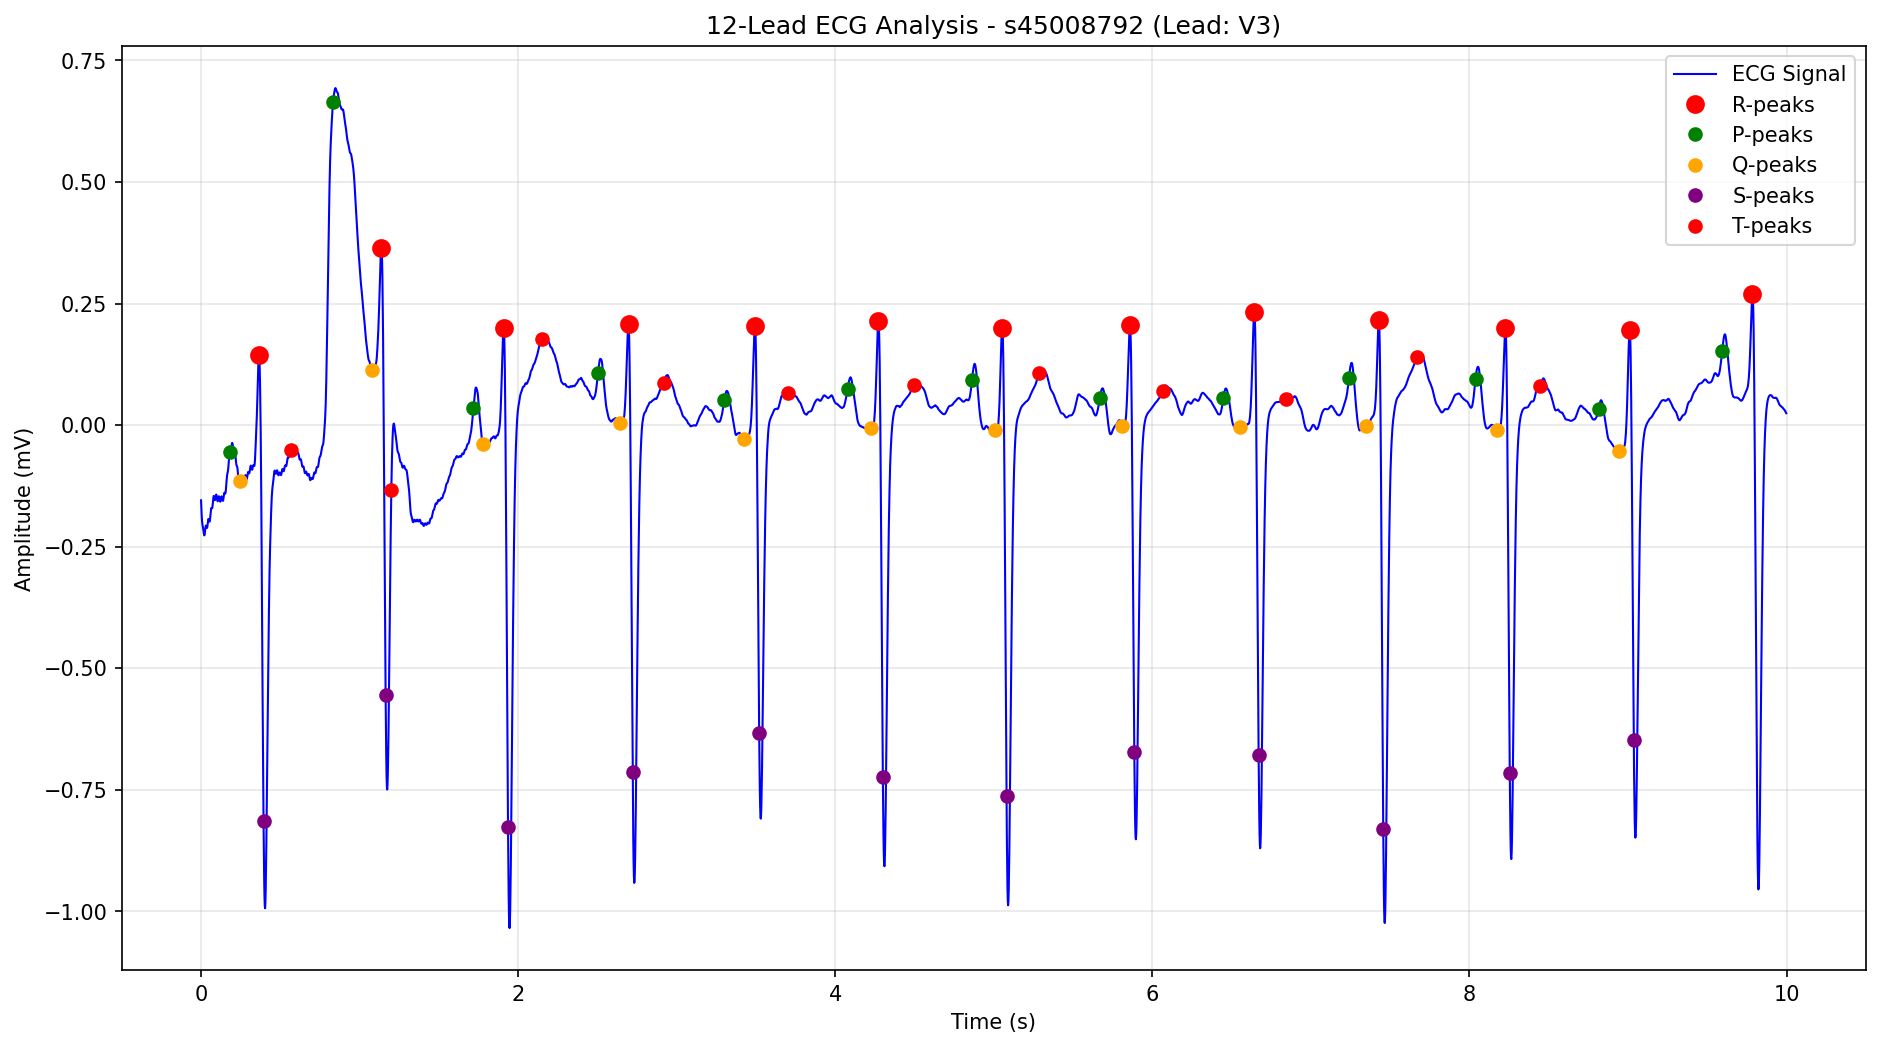 12-Lead ECG Analysis - s45008792 (Lead: V3)
0.75
0.50
0.25
0.00
−0.25
−0.50
−0.75
−1.00
Amplitude (mV)
ECG Signal
R-peaks
P-peaks
Q-peaks
S-peaks
T-peaks
0 2 4 6 8 10
Time (s)